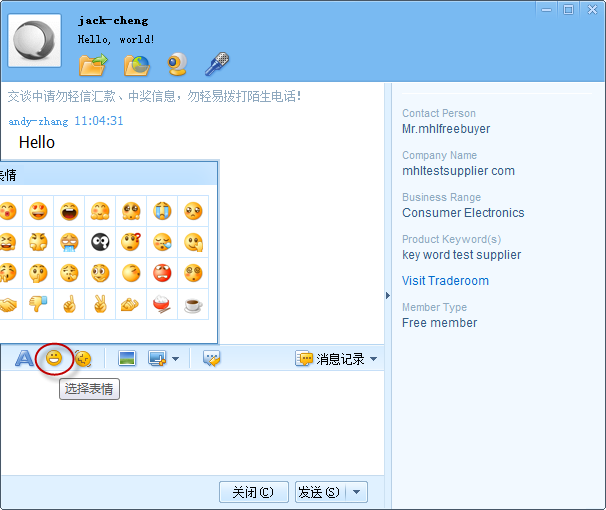 jack-cheng
Hello, world!
交谈中请勿轻信汇款、中奖信息，勿轻易拨打陌生电话！
andy-zhang 11:04:31
Hello
表情
消息记录
选择表情
关闭(C)
发送(S)
Contact Person
Mr.mhlfreebuyer
Company Name
mhltestsupplier com
Business Range
Consumer Electronics
Product Keyword(s)
key word test supplier
Visit Traderoom
Member Type
Free member